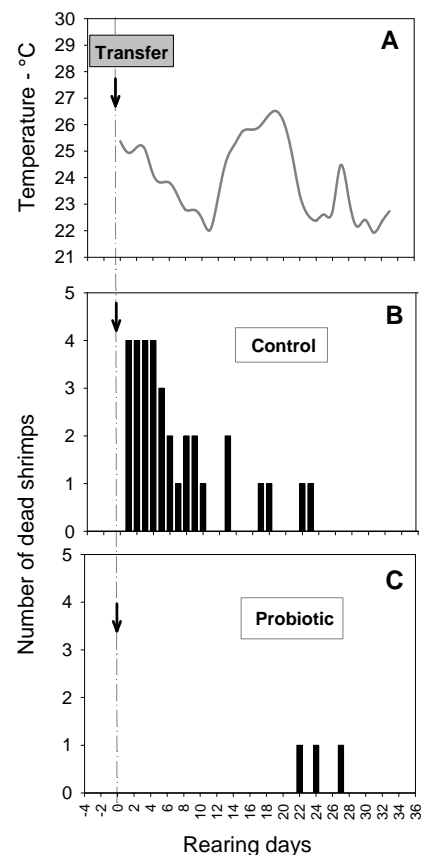 Temperature - °C
30
29
28
27
26
25
24
23
22
21
Transfer
A
Number of dead shrimps
5
4
3
2
1
0
Control
B
5
4
3
2
1
0
Probiotic
C
-4 -2 0 2 4 6 8 10 12 14 16 18 20 22 24 26 28 30 32 34 36
Rearing days